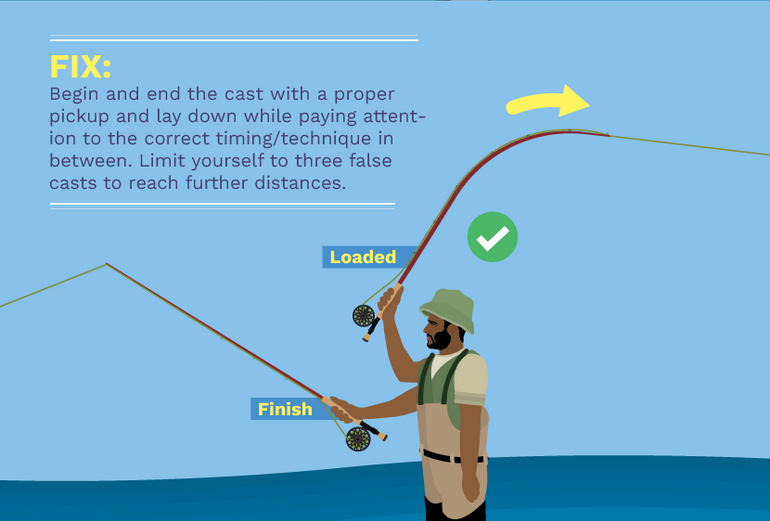 FIX:
Begin and end the cast with a proper
pickup and lay down while paying attent-
ion to the correct timing/technique in
between. Limit yourself to three false
casts to reach further distances.
Loaded
Finish